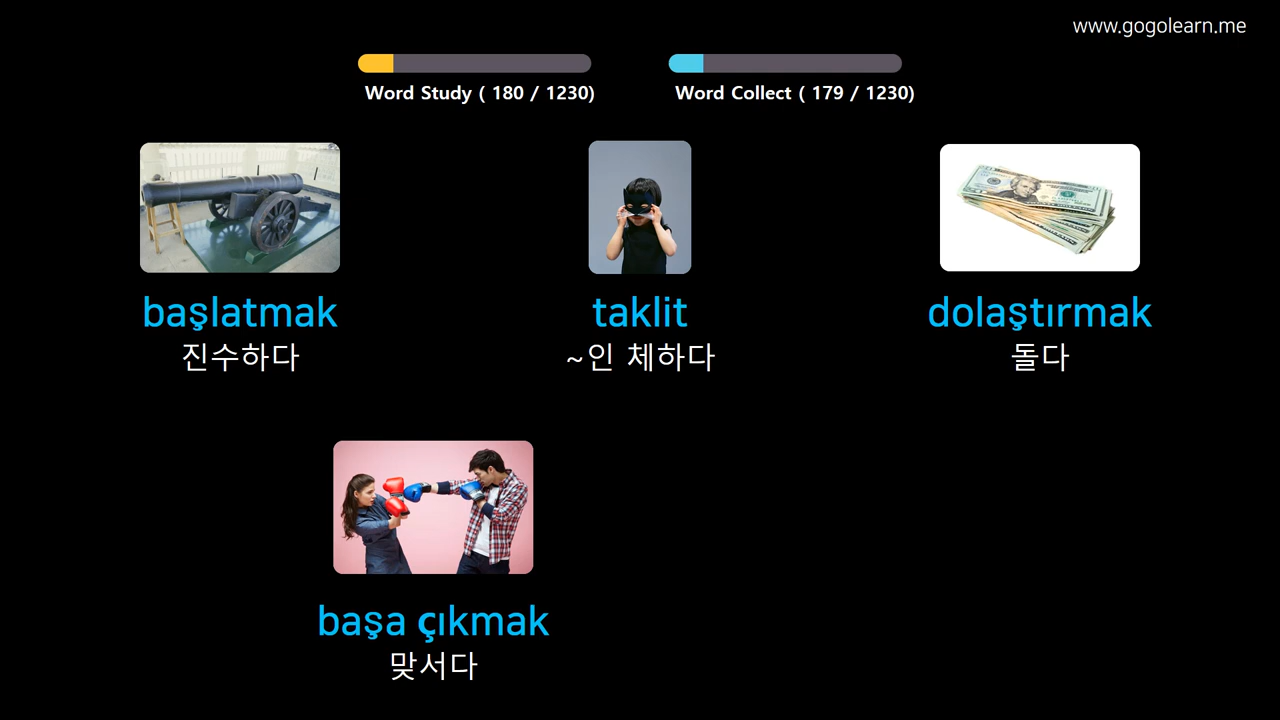 www.gogolearn.me
Word Study ( 180 / 1230)
Word Collect ( 179 / 1230)
başlatmak
진수하다
taklit
~인 체하다
dolaştırmak
돌다
başa çıkmak
맞서다